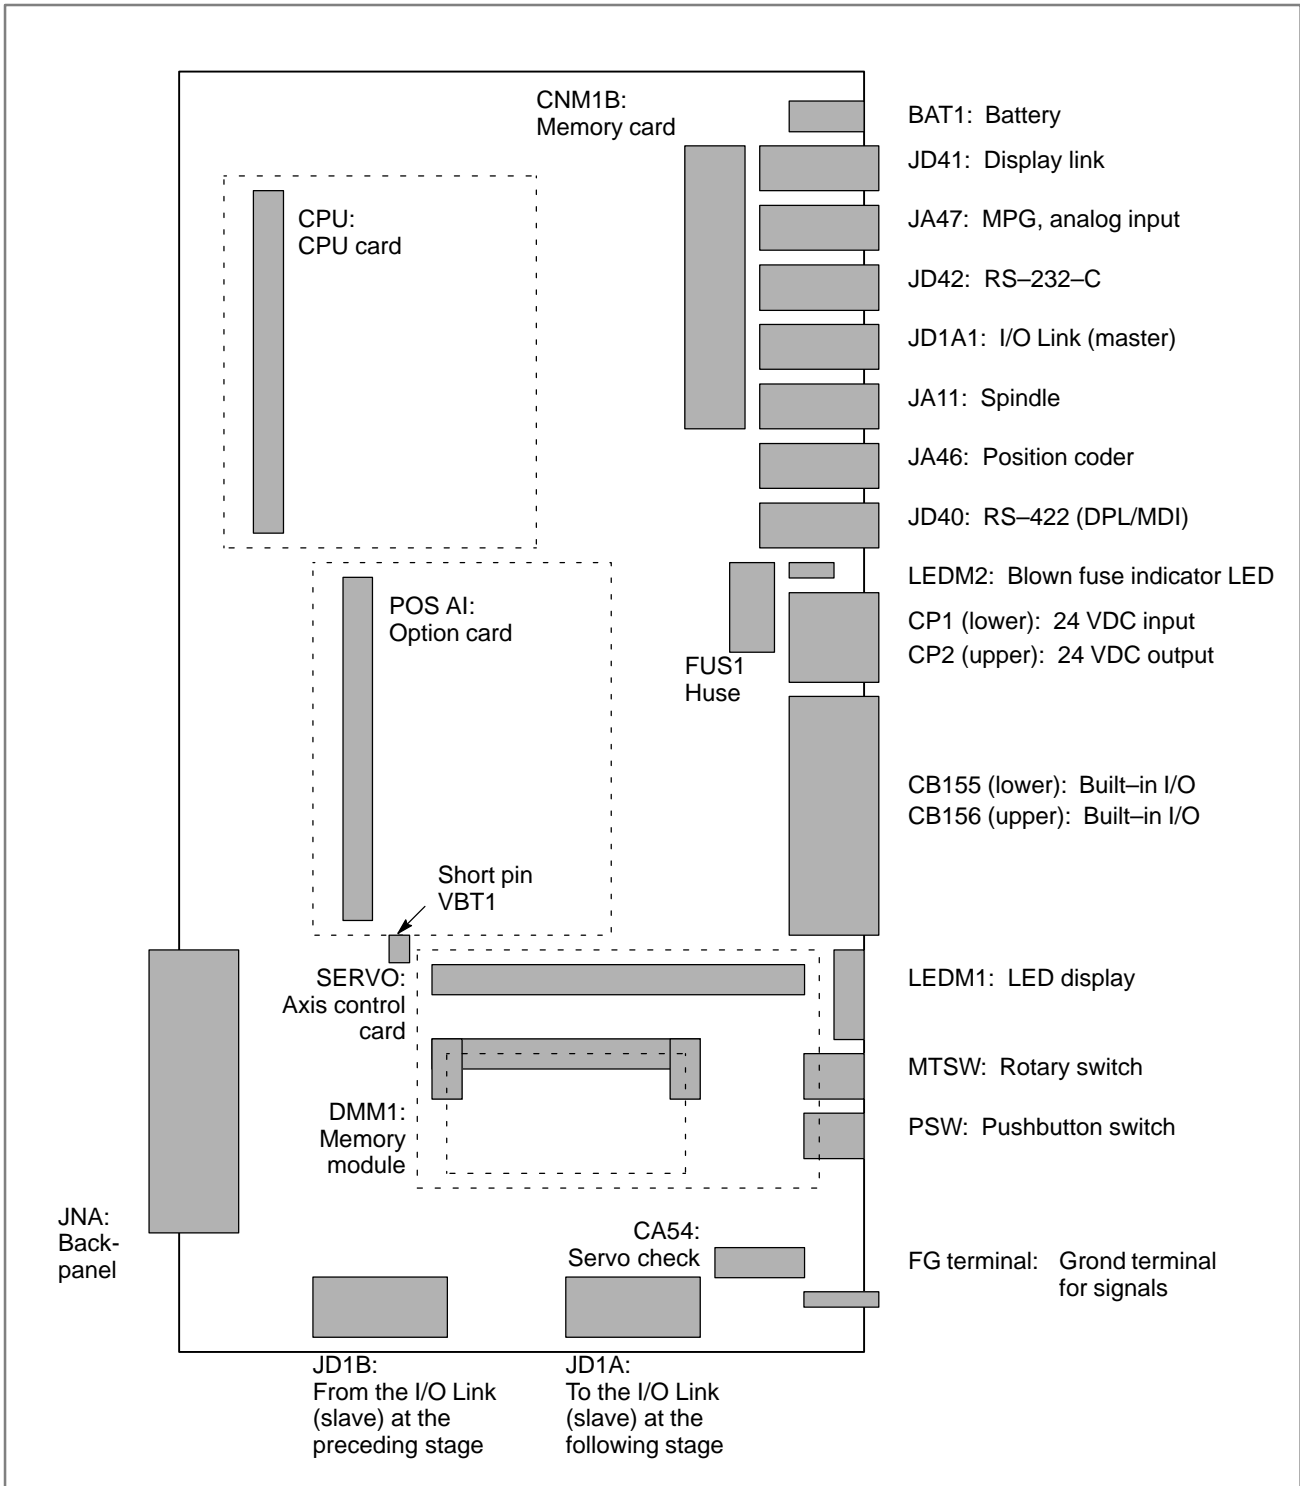 CNM1B:
Memory card
BAT1: Battery
JD41: Display link
CPU:
CPU card
JA47: MPG, analog input
JD42: RS–232–C
JD1A1: I/O Link (master)
JA11: Spindle
JA46: Position coder
JD40: RS–422 (DPL/MDI)
LEDM2: Blown fuse indicator LED
POS AI:
Option card
CP1 (lower): 24 VDC input
CP2 (upper): 24 VDC output
FUS1
Huse
CB155 (lower): Built–in I/O
CB156 (upper): Built–in I/O
Short pin
VBT1
SERVO:
Axis control
card
LEDM1: LED display
MTSW: Rotary switch
DMM1:
Memory
module
PSW: Pushbutton switch
JNA:
Back-
panel
CA54:
Servo check
FG terminal: Grond terminal
for signals
JD1B:
From the I/O Link
(slave) at the
preceding stage
JD1A:
To the I/O Link
(slave) at the
following stage